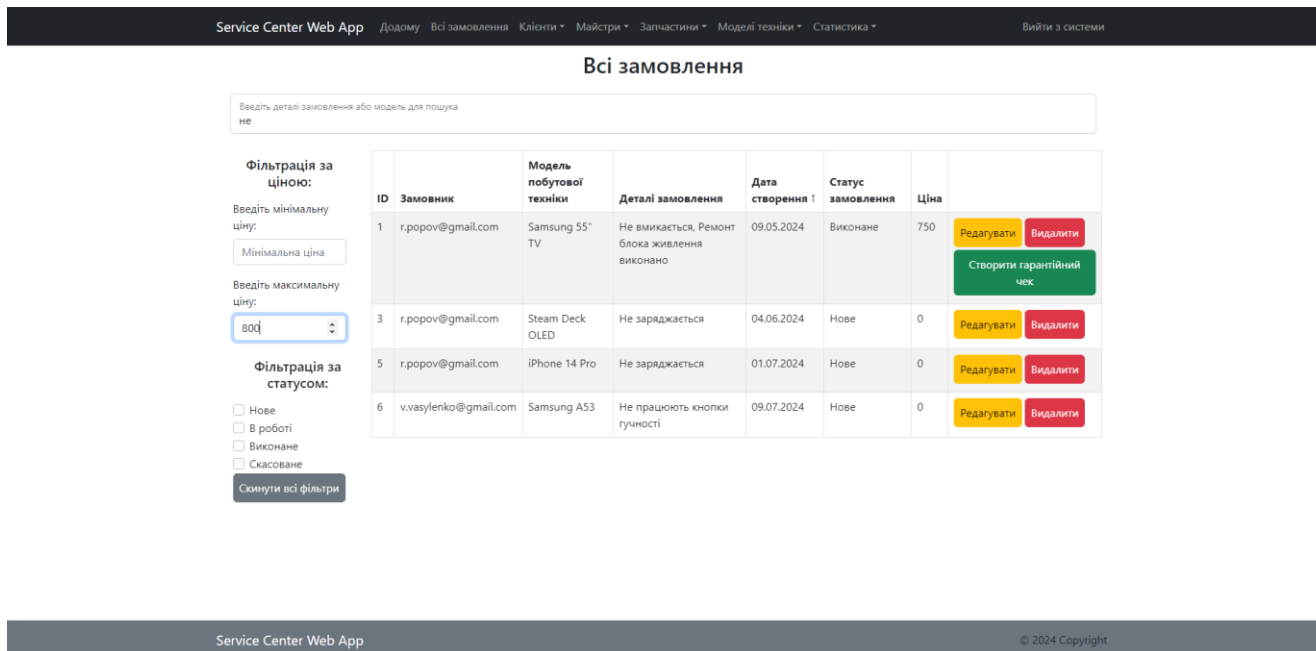 Service Center Web App Додому Всі замовлення Клієнти Майстри Запчастини Моделі техніки Статистика Вийти з системи
Всі замовлення
Введіть деталі замовлення або модель для пошука
не
Фільтрація за
ціною:
Введіть мінімальну
ціну:
Мінімальна ціна
Введіть максимальну
ціну:
800
Фільтрація за
статусом:
Нове
В роботі
Виконане
Скасоване
Скинути всі фільтри
ID Замовник Модель побутової техніки Деталі замовлення Дата створення ↑ Статус замовлення Ціна
1 r.popov@gmail.com Samsung 55" TV Не вмикається, Ремонт блока живлення виконано 09.05.2024 Виконане 750 Редагувати Видалити
Створити гарантійний чек
3 r.popov@gmail.com Steam Deck OLED Не заряджається 04.06.2024 Нове 0 Редагувати Видалити
5 r.popov@gmail.com iPhone 14 Pro Не заряджається 01.07.2024 Нове 0 Редагувати Видалити
6 v.vasylenko@gmail.com Samsung A53 Не працюють кнопки гучності 09.07.2024 Нове 0 Редагувати Видалити
Service Center Web App © 2024 Copyright